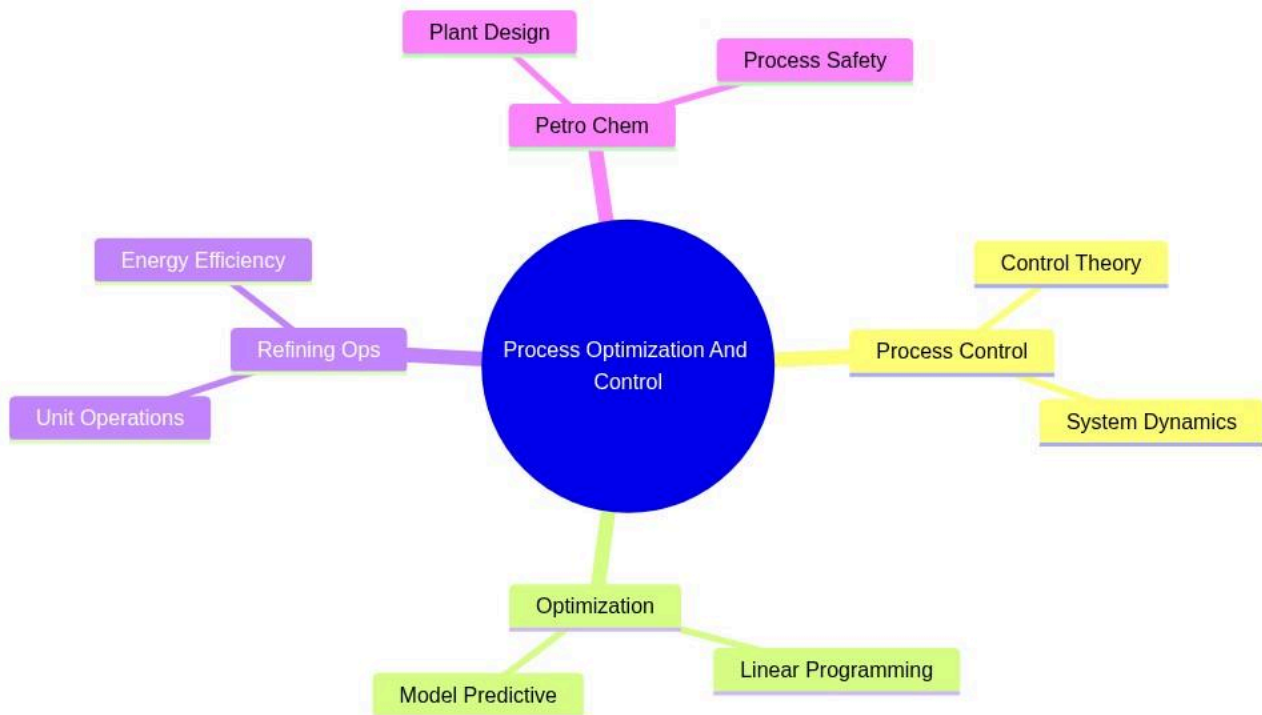 Plant Design
Process Safety
Petro Chem
Energy Efficiency
Control Theory
Refining Ops
Process Optimization And
Control
Process Control
Unit Operations
System Dynamics
Optimization
Linear Programming
Model Predictive